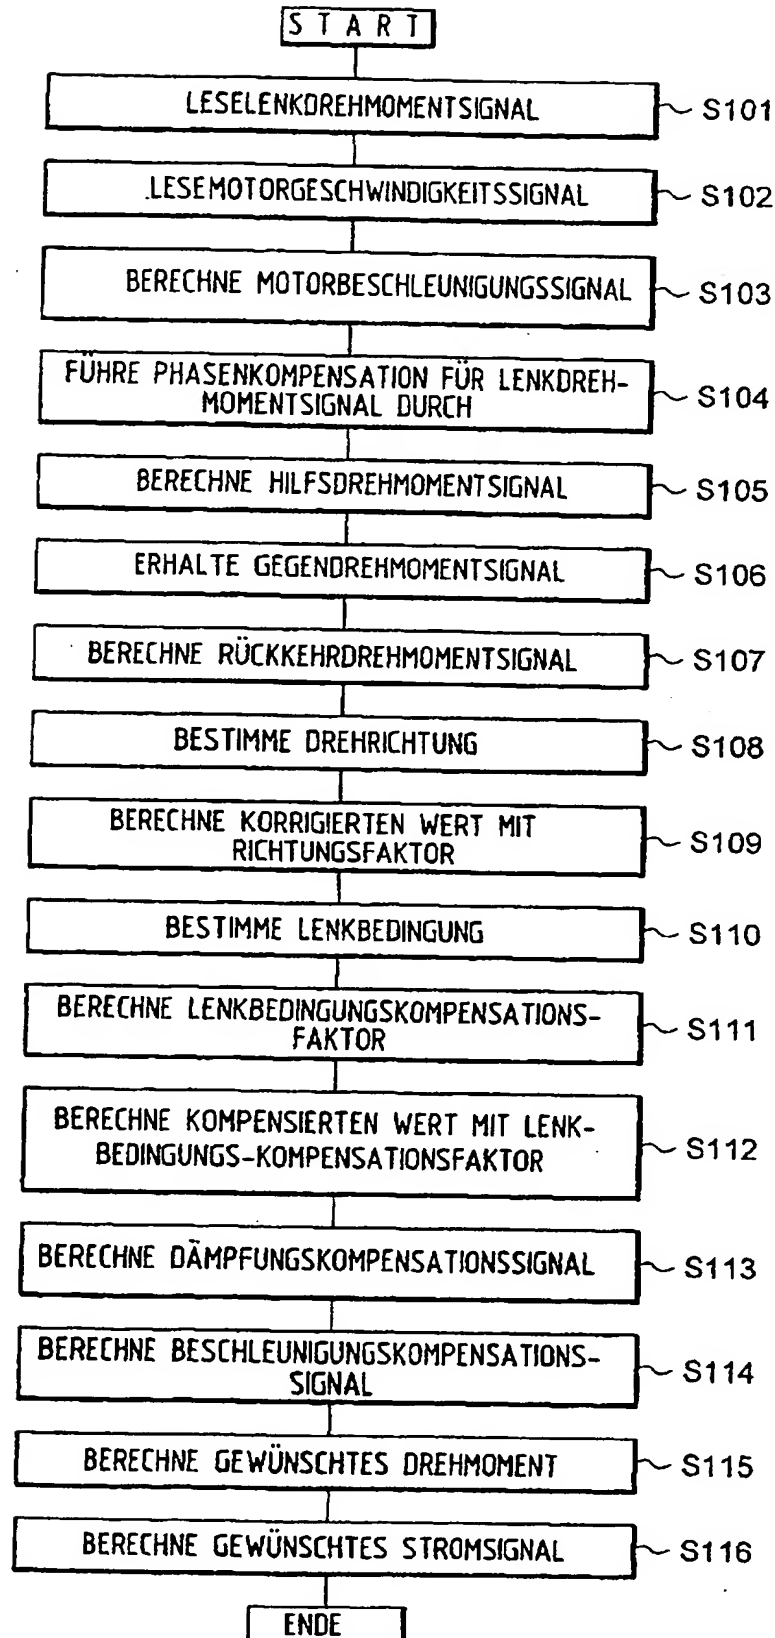 START
LESELENKDREHMOMENTSIGNAL
S101
LESEMOTORGESCHWINDIGKEITSSIGNAL
S102
BERECHNE MOTORBESCHLEUNIGUNGSSIGNAL
S103
FÜHRE PHASENKOMPENSATION FÜR LENKDREH-
MOMENTSIGNAL DURCH
S104
BERECHNE HILFSDREHMOMENTSIGNAL
S105
ERHALTE GEGENDREHMOMENTSIGNAL
S106
BERECHNE RÜCKKEHRDREHMOMENTSIGNAL
S107
BESTIMME DREHRICHTUNG
S108
BERECHNE KORRIGIERTEN WERT MIT
RICHTUNGSFAKTOR
S109
BESTIMME LENKBEDINGUNG
S110
BERECHNE LENKBEDINGUNGSKOMPENSATIONS-
FAKTOR
S111
BERECHNE KOMPENSIERTEN WERT MIT LENK-
BEDINGUNGS-KOMPENSATIONSFAKTOR
S112
BERECHNE DÄMPFUNGSKOMPENSATIONSSIGNAL
S113
BERECHNE BESCHLEUNIGUNGSKOMPENSATIONS-
SIGNAL
S114
BERECHNE GEWÜNSCHTES DREHMOMENT
S115
BERECHNE GEWÜNSCHTES STROMSIGNAL
S116
ENDE